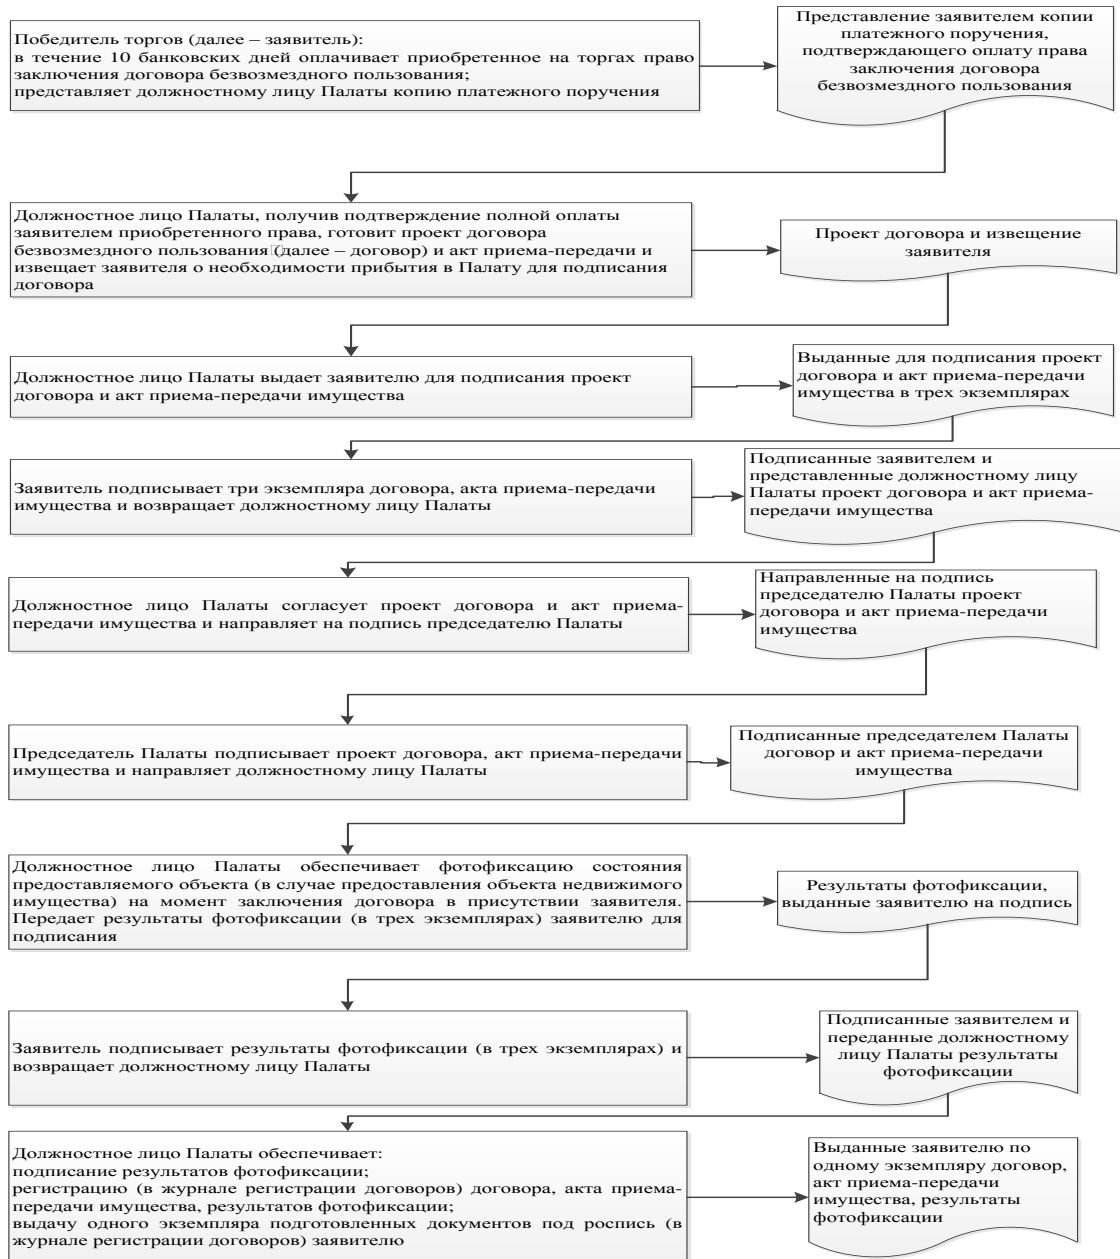 Победитель торгов (далее – заявитель):
в течение 10 банковских дней оплачивает приобретенное на торгах право
заключения договора безвозмездного пользования;
представляет должностному лицу Палаты копию платежного поручения
Представление заявителем копии
платежного поручения,
подтверждающего оплату права
заключения договора
безвозмездного пользования
Должностное лицо Палаты, получив подтверждение полной оплаты
заявителем приобретенного права, готовит проект договора
безвозмездного пользования (далее – договор) и акт приема-передачи и
извещает заявителя о необходимости прибытия в Палату для подписания
договора
Проект договора и извещение
заявителя
Должностное лицо Палаты выдает заявителю для подписания проект
договора и акт приема-передачи имущества
Выданные для подписания проект
договора и акт приема-передачи
имущества в трех экземплярах
Заявитель подписывает три экземпляра договора, акта приема-передачи
имущества и возвращает должностному лицу Палаты
Подписанные заявителем и
представленные должностному лицу
Палаты проект договора и акт приема-
передачи имущества
Должностное лицо Палаты согласует проект договора и акт приема-
передачи имущества и направляет на подпись председателю Палаты
Направленные на подпись
председателю Палаты проект
договора и акт приема-передачи
имущества
Председатель Палаты подписывает проект договора, акт приема-передачи
имущества и направляет должностному лицу Палаты
Подписанные председателем Палаты
договор и акт приема-передачи
имущества
Должностное лицо Палаты обеспечивает фотофиксацию состояния
предоставляемого объекта (в случае предоставления объекта недвижимого
имущества) на момент заключения договора в присутствии заявителя.
Передает результаты фотофиксации (в трех экземплярах) заявителю для
подписания
Результаты фотофиксации,
выданные заявителю на подпись
Заявитель подписывает результаты фотофиксации (в трех экземплярах) и
возвращает должностному лицу Палаты
Подписанные заявителем и
переданные должностному
лицу Палаты результаты
фотофиксации
Должностное лицо Палаты обеспечивает:
подписание результатов фотофиксации;
регистрацию (в журнале регистрации договоров) договора, акта приема-
передачи имущества, результатов фотофиксации;
выдачу одного экземпляра подготовленных документов под роспись (в
журнале регистрации договоров) заявителю
Выданные заявителю по
одному экземпляру договор,
акт приема-передачи
имущества, результаты
фотофиксации